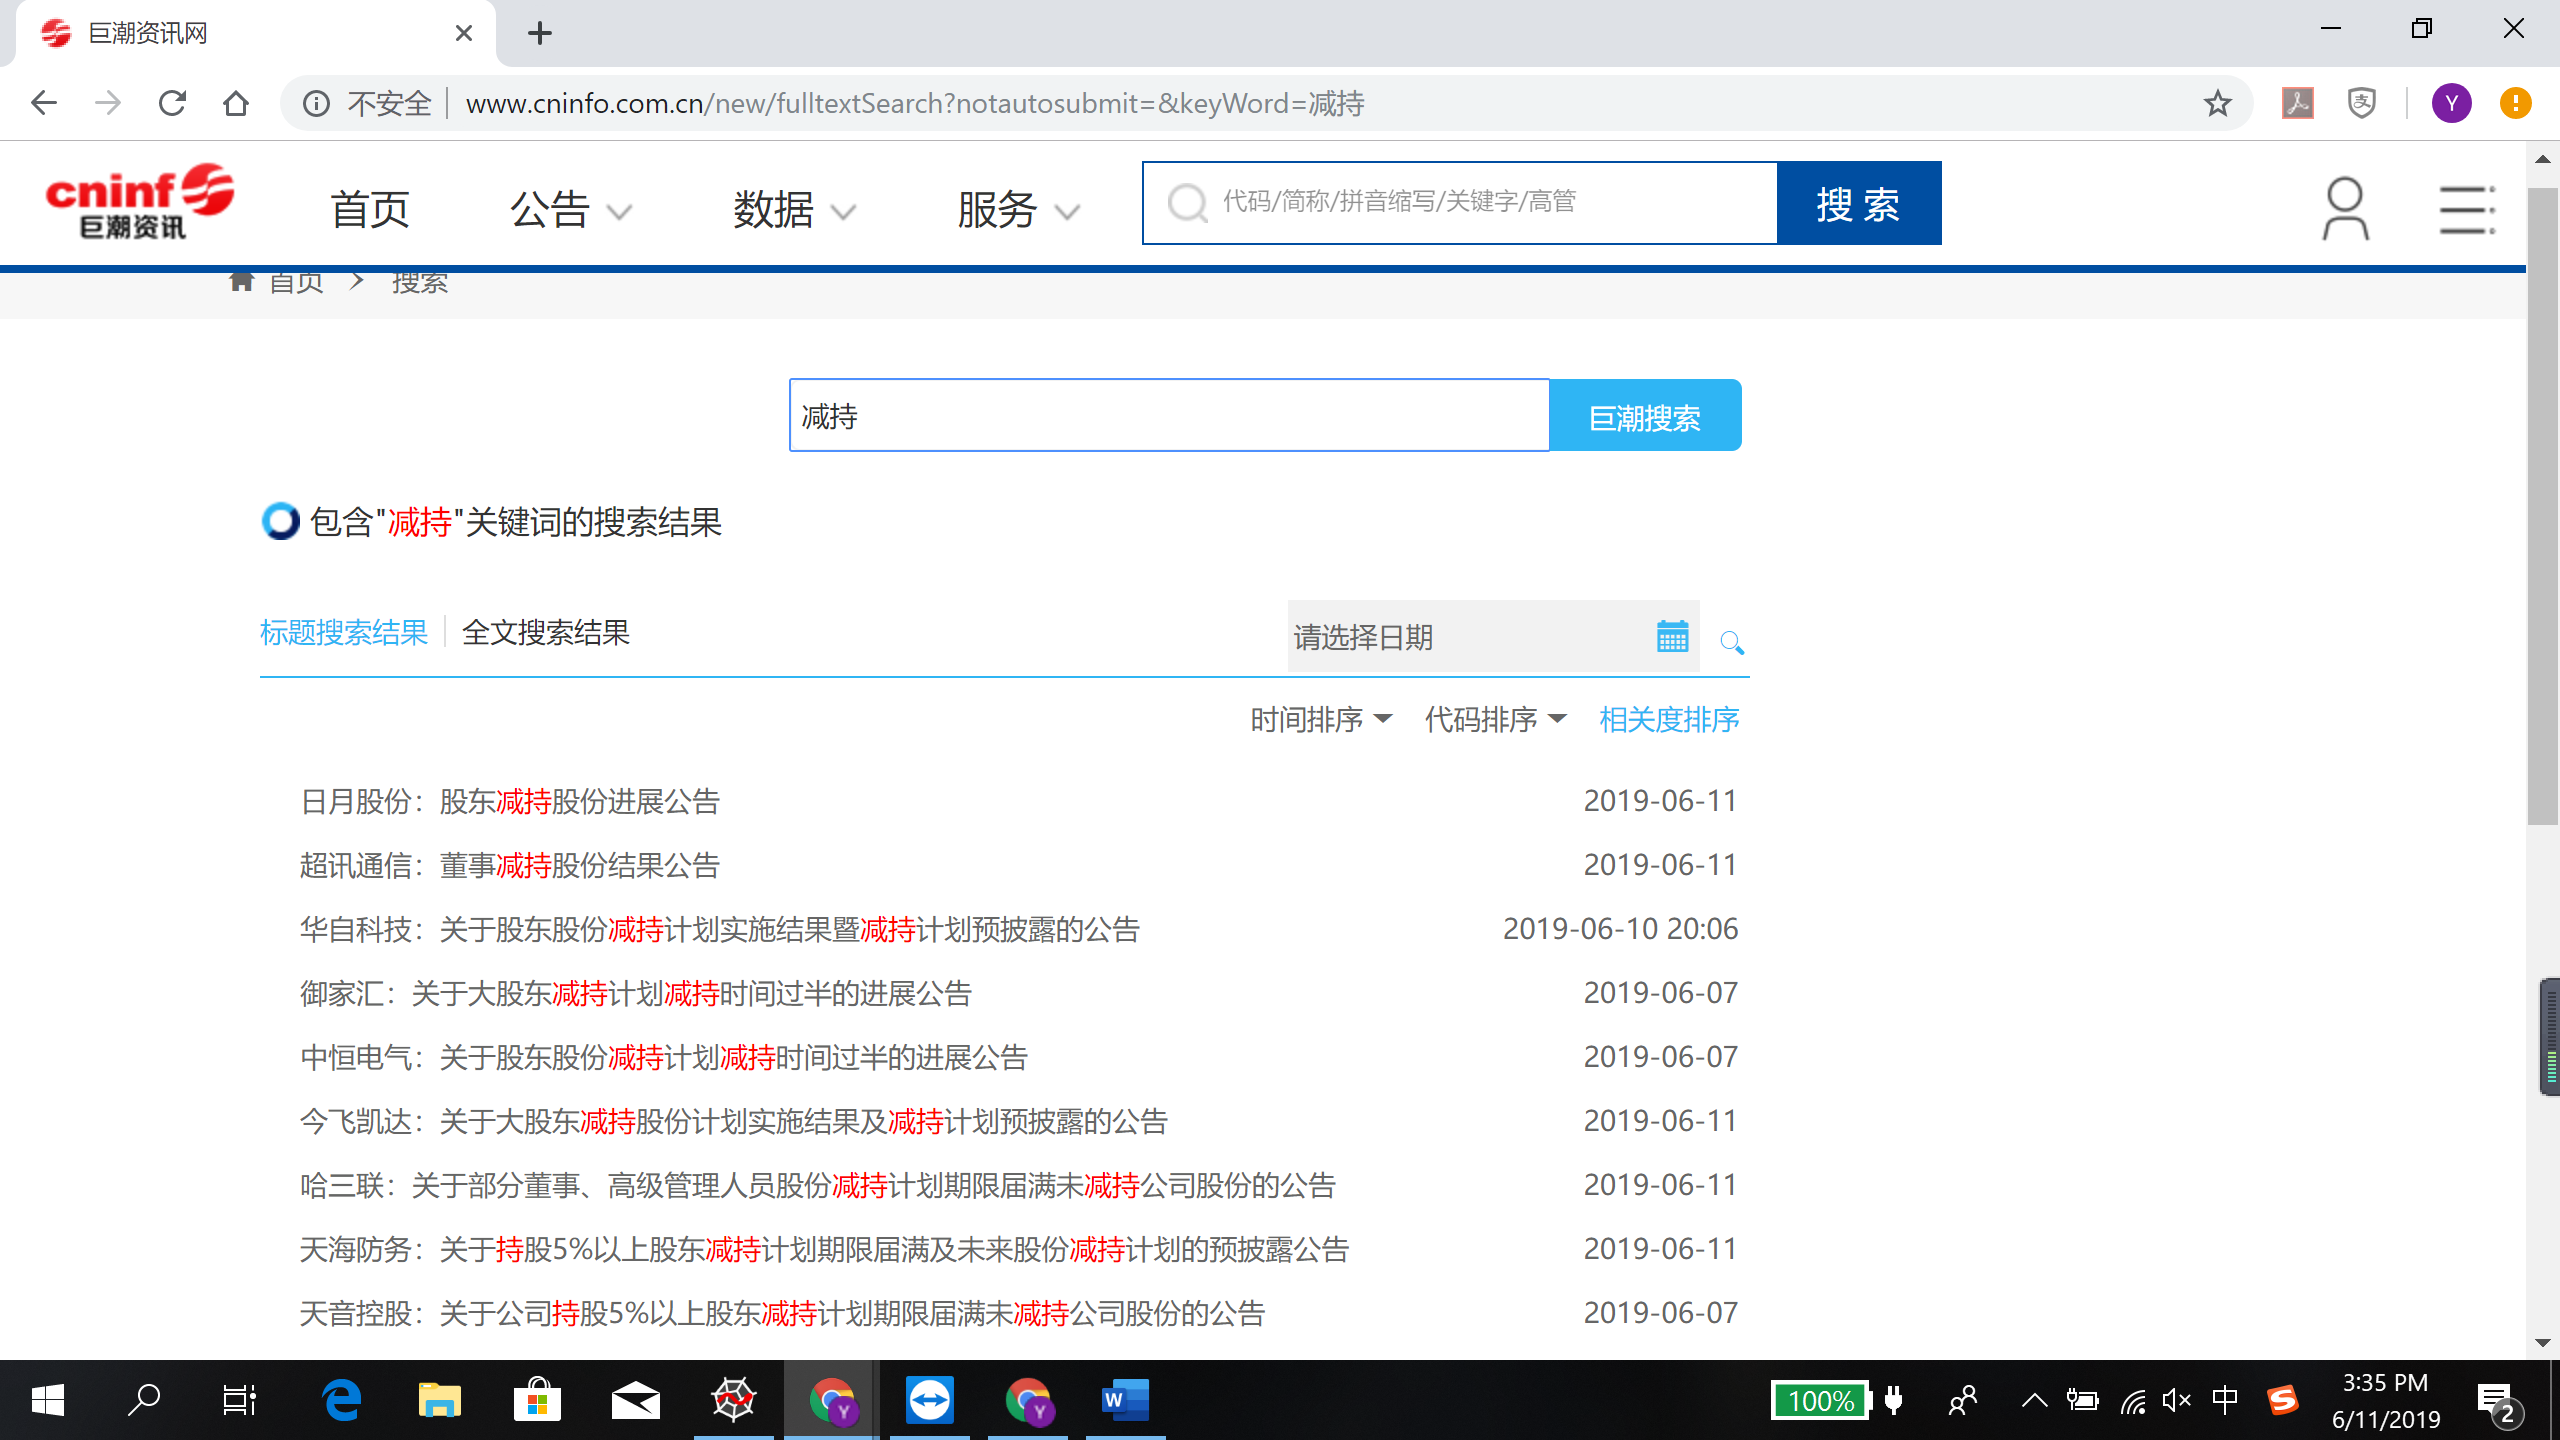 巨潮资讯网
不安全 www.cninfo.com.cn/new/fulltextSearch?notautosubmit=&keyWord=减持
Y
cninf
巨潮资讯
首页 公告 数据 服务 代码/简称/拼音缩写/关键字/高管 搜 索
首页 搜索
减持 巨潮搜索
包含"减持"关键词的搜索结果
标题搜索结果 全文搜索结果 请选择日期
时间排序 代码排序 相关度排序
日月股份：股东减持股份进展公告 2019-06-11
超讯通信：董事减持股份结果公告 2019-06-11
华自科技：关于股东股份减持计划实施结果暨减持计划预披露的公告 2019-06-10 20:06
御家汇：关于大股东减持计划减持时间过半的进展公告 2019-06-07
中恒电气：关于股东股份减持计划减持时间过半的进展公告 2019-06-07
今飞凯达：关于大股东减持股份计划实施结果及减持计划预披露的公告 2019-06-11
哈三联：关于部分董事、高级管理人员股份减持计划期限届满未减持公司股份的公告 2019-06-11
天海防务：关于持股5%以上股东减持计划期限届满及未来股份减持计划的预披露公告 2019-06-11
天音控股：关于公司持股5%以上股东减持计划期限届满未减持公司股份的公告 2019-06-07
Y Y W 100% 中 S 3:35 PM
6/11/2019 2